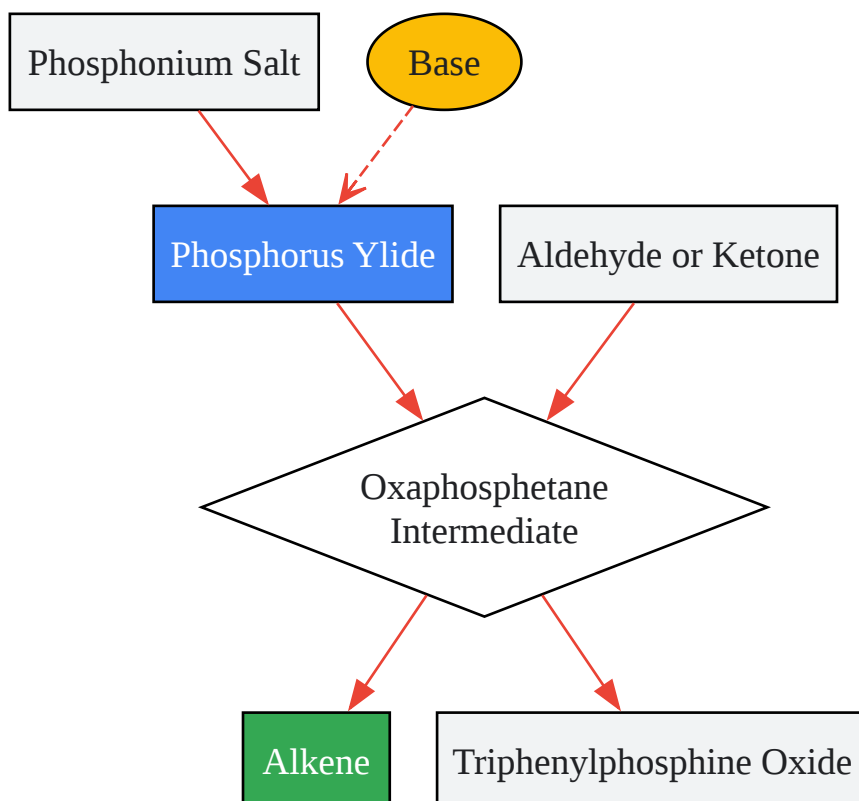 Phosphonium Salt
Base
Phosphorus Ylide
Aldehyde or Ketone
Oxaphosphetane
Intermediate
Alkene
Triphenylphosphine Oxide